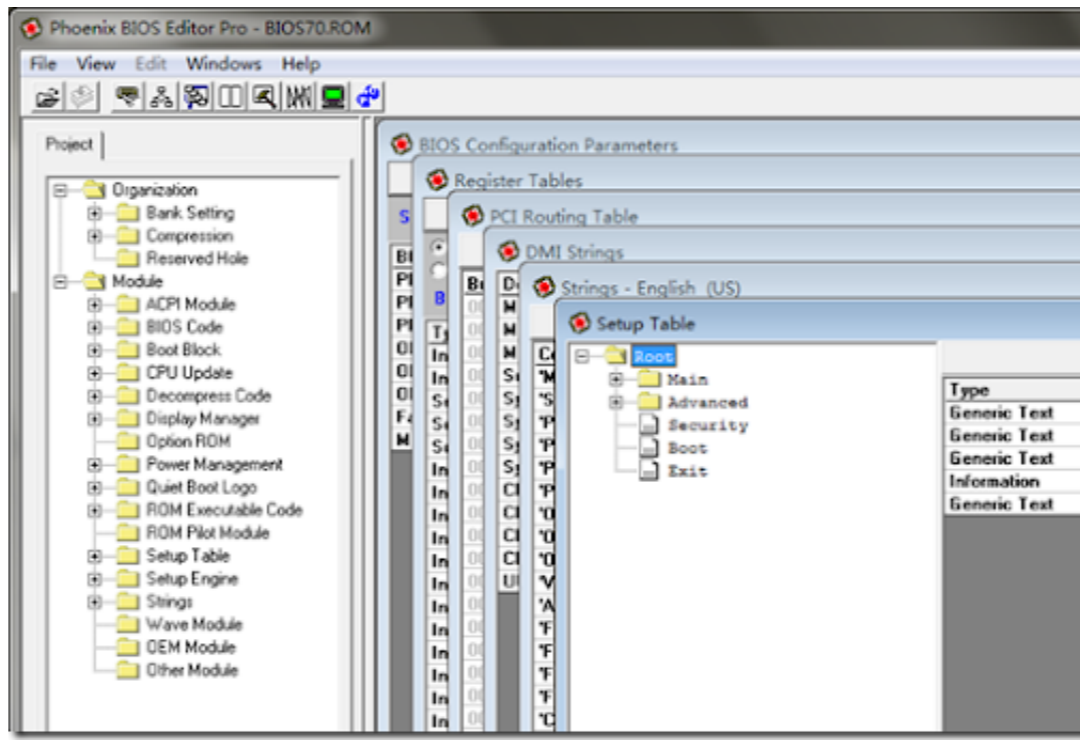 Phoenix BIOS Editor Pro - BIOS70.ROM
File View Edit Windows Help
Project
Organization
Bank Setting
Compression
Reserved Hole
Module
ACPI Module
BIOS Code
Boot Block
CPU Update
Decompress Code
Display Manager
Option ROM
Power Management
Quiet Boot Logo
ROM Executable Code
ROM Pilot Module
Setup Table
Setup Engine
Strings
Wave Module
OEM Module
Other Module
BIOS Configuration Parameters
Register Tables
PCI Routing Table
DMI Strings
Strings - English (US)
Setup Table
Root
Main
Advanced
Security
Boot
Exit
Type
Generic Text
Generic Text
Generic Text
Information
Generic Text